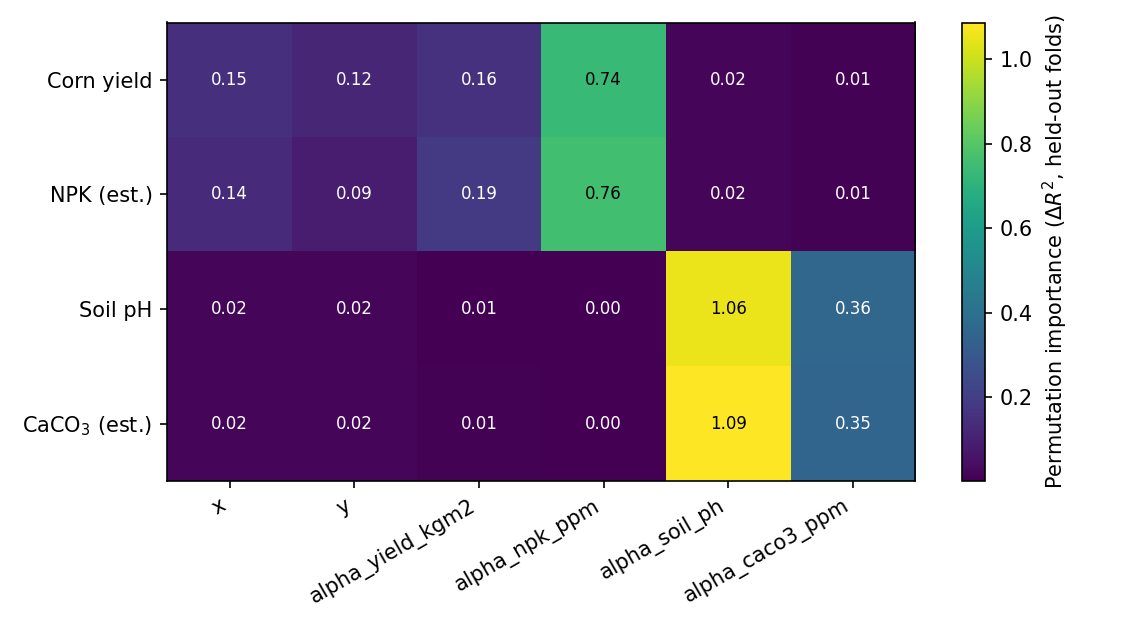 Corn yield 0.15 0.12 0.16 0.74 0.02 0.01
NPK (est.) 0.14 0.09 0.19 0.76 0.02 0.01
Soil pH 0.02 0.02 0.01 0.00 1.06 0.36
CaCO₃ (est.) 0.02 0.02 0.01 0.00 1.09 0.35
x y alpha_yield_kgm2 alpha_npk_ppm alpha_soil_ph alpha_caco3_ppm
1.0
0.8
0.6
0.4
0.2
Permutation importance (ΔR², held-out folds)